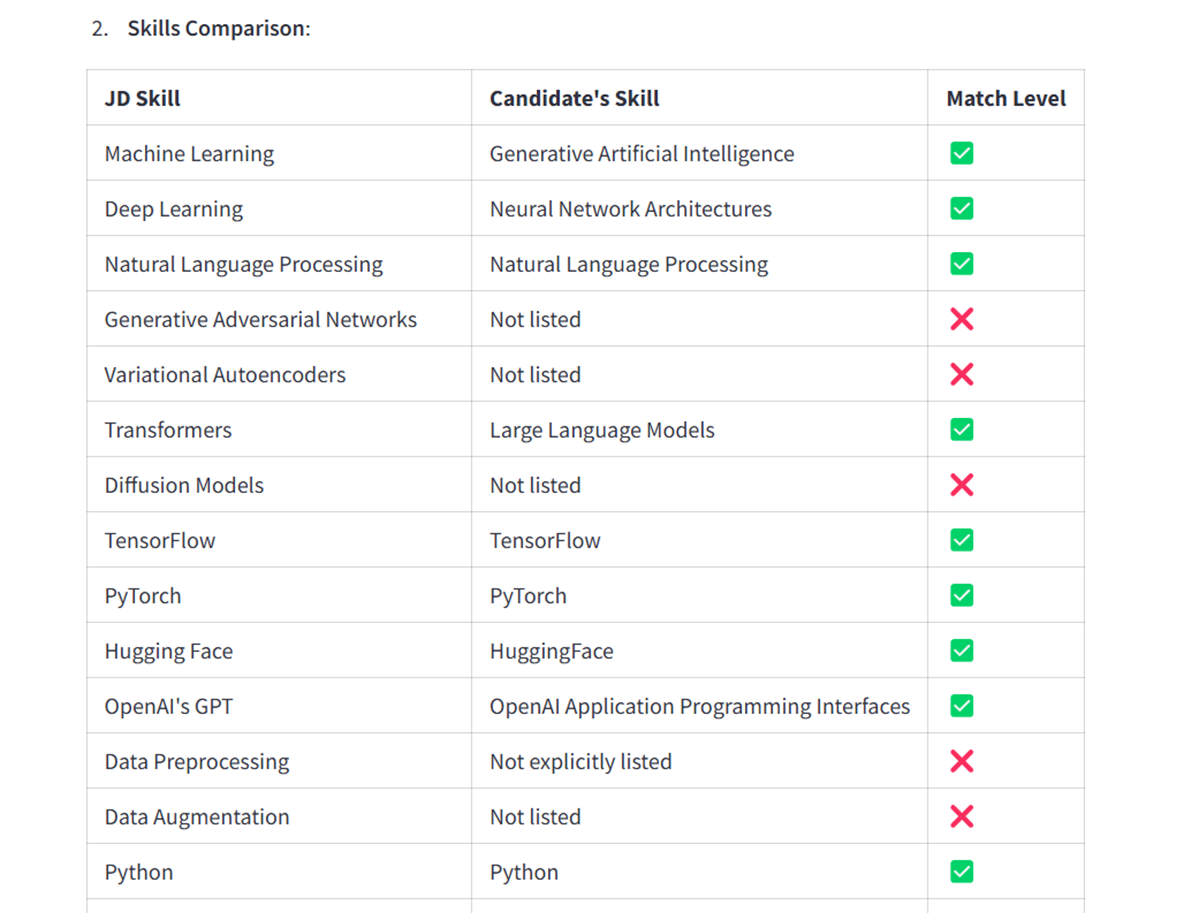 2. Skills Comparison:
JD Skill Candidate's Skill Match Level
Machine Learning Generative Artificial Intelligence
Deep Learning Neural Network Architectures
Natural Language Processing Natural Language Processing
Generative Adversarial Networks Not listed
Variational Autoencoders Not listed
Transformers Large Language Models
Diffusion Models Not listed
TensorFlow TensorFlow
PyTorch PyTorch
Hugging Face HuggingFace
OpenAI's GPT OpenAI Application Programming Interfaces
Data Preprocessing Not explicitly listed
Data Augmentation Not listed
Python Python